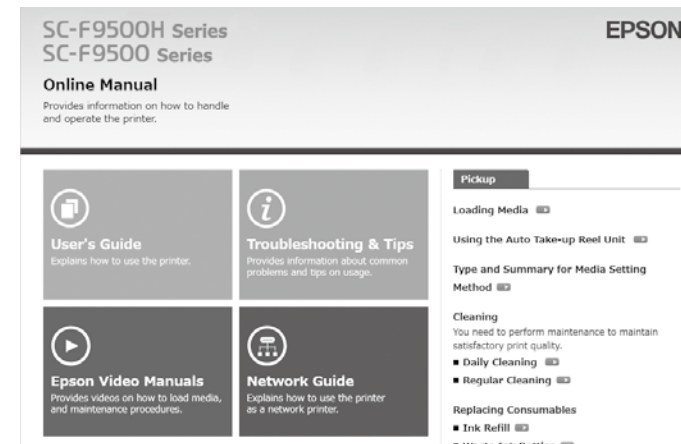 SC-F9500H Series
SC-F9500 Series
EPSON
Online Manual
Provides information on how to handle
and operate the printer.
User's Guide
Explains how to use the printer.
Troubleshooting & Tips
Provides information about common
problems and tips on usage.
Epson Video Manuals
Provides videos on how to load media,
and maintenance procedures.
Network Guide
Explains how to use the printer
as a network printer.
Pickup
Loading Media
Using the Auto Take-up Reel Unit
Type and Summary for Media Setting
Method
Cleaning
You need to perform maintenance to maintain
satisfactory print quality.
■ Daily Cleaning
■ Regular Cleaning
Replacing Consumables
■ Ink Refill